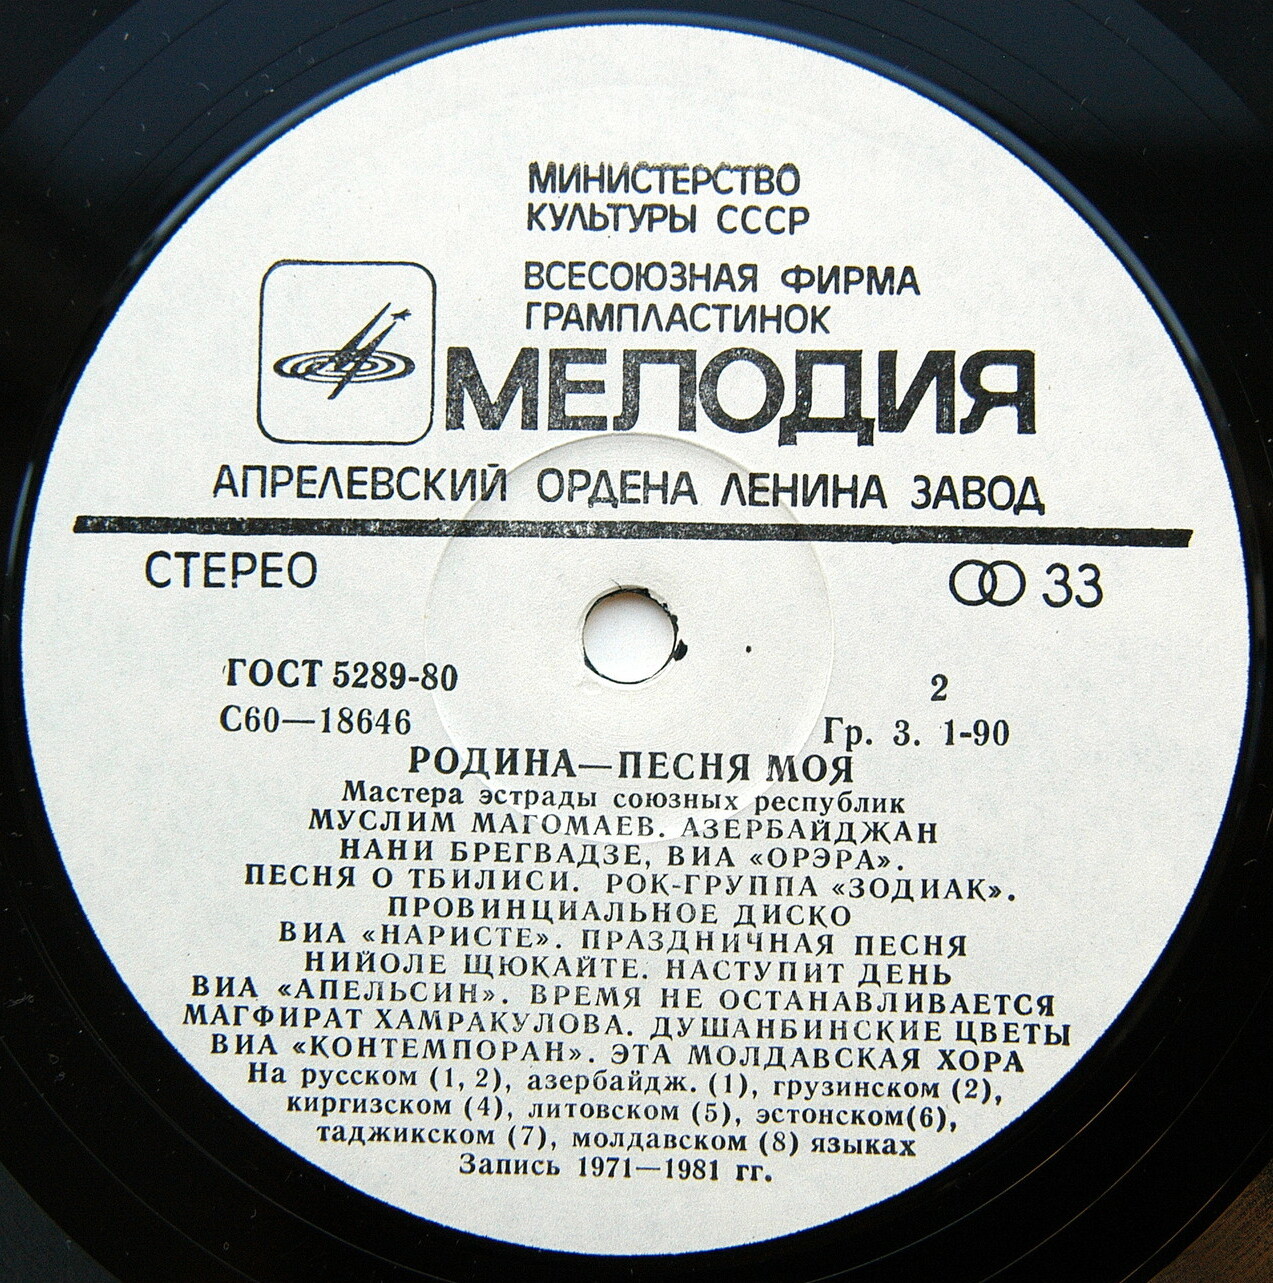 МИНИСТЕРСТВО
КУЛЬТУРЫ СССР
ВСЕСОЮЗНАЯ ФИРМА
ГРАМПЛАСТИНОК
МЕЛОДИЯ
АПРЕЛЕВСКИЙ ОРДЕНА ЛЕНИНА ЗАВОД
СТЕРЕО
33
ГОСТ 5289-80
2
С60—18646
Гр. 3. 1-90
РОДИНА—ПЕСНЯ МОЯ
Мастера эстрады союзных республик
МУСЛИМ МАГОМАЕВ. АЗЕРБАЙДЖАН
НАНИ БРЕГВАДЗЕ, ВИА «ОРЭРА».
ПЕСНЯ О ТБИЛИСИ. РОК-ГРУППА «ЗОДИАК».
ПРОВИНЦИАЛЬНОЕ ДИСКО
ВИА «НАРИСТЕ». ПРАЗДНИЧНАЯ ПЕСНЯ
НИЙОЛЕ ЩЮКАЙТЕ. НАСТУПИТ ДЕНЬ
ВИА «АПЕЛЬСИН». ВРЕМЯ НЕ ОСТАНАВЛИВАЕТСЯ
МАГФИРАТ ХАМРАКУЛОВА. ДУШАНБИНСКИЕ ЦВЕТЫ
ВИА «КОНТЕМПОРАН». ЭТА МОЛДАВСКАЯ ХОРА
На русском (1, 2), азербайдж. (1), грузинском (2),
киргизском (4), литовском (5), эстонском(6),
таджикском (7), молдавском (8) языках
Запись 1971—1981 гг.